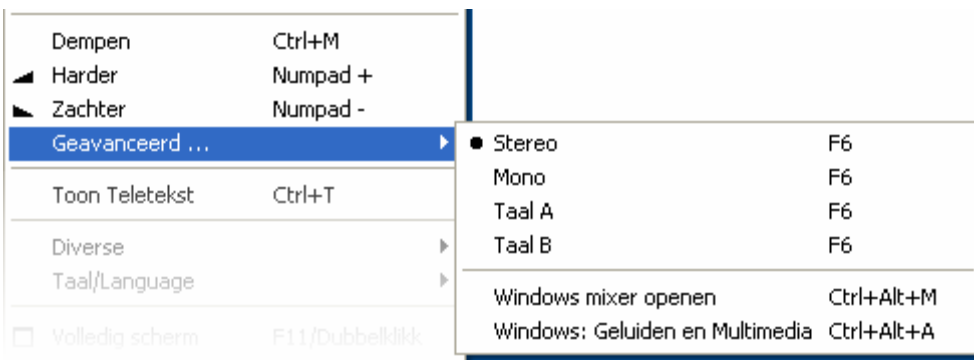 Dempen Ctrl+M
Harder Numpad +
Zachter Numpad -
Geavanceerd ...
Toon Teletekst Ctrl+T
Diverse
Taal/Language
Volledig scherm F11/Dubbelklikk
Stereo F6
Mono F6
Taal A F6
Taal B F6
Windows mixer openen Ctrl+Alt+M
Windows: Geluiden en Multimedia Ctrl+Alt+A